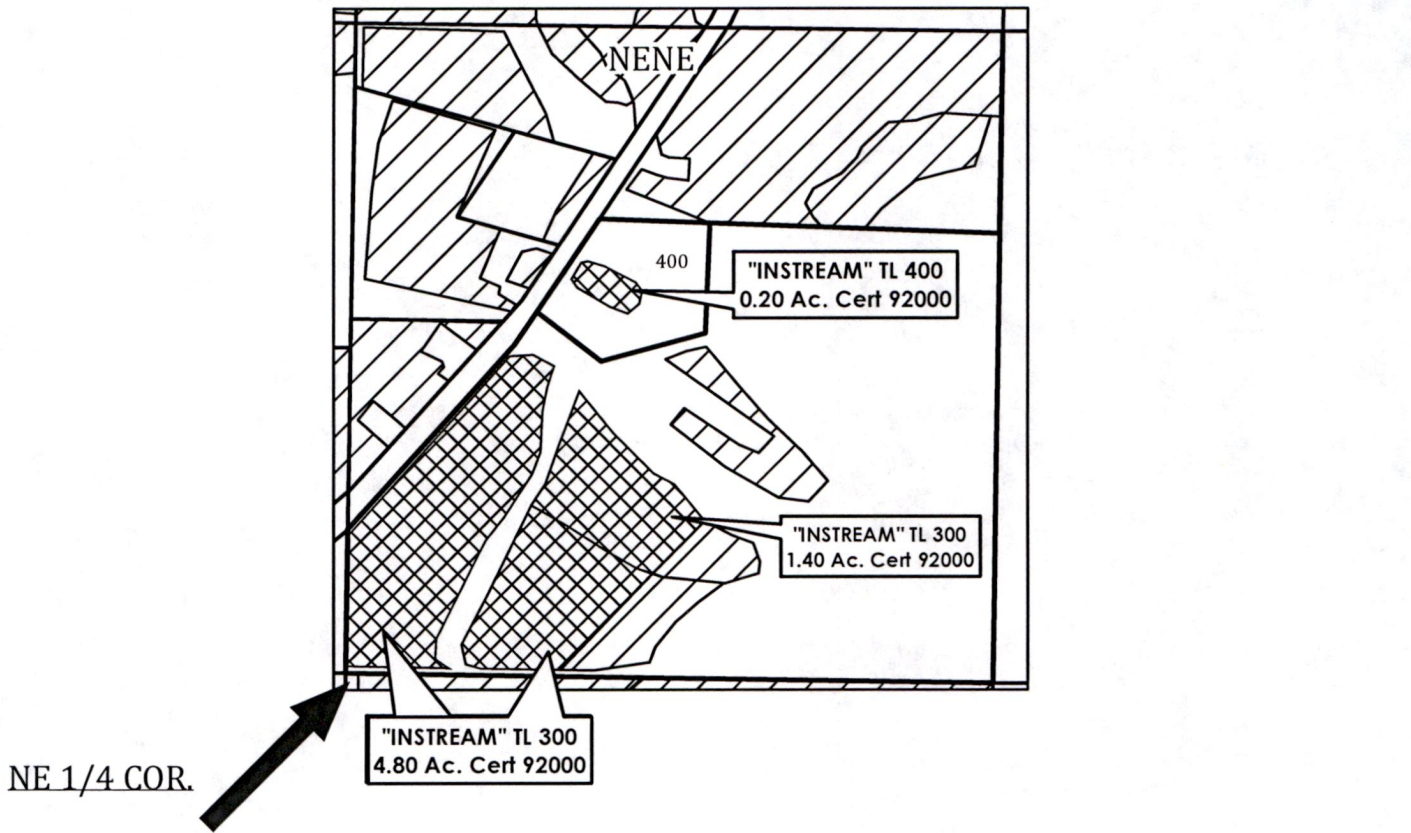 NENE
400
"INSTREAM" TL 400
0.20 Ac. Cert 92000
"INSTREAM" TL 300
1.40 Ac. Cert 92000
"INSTREAM" TL 300
4.80 Ac. Cert 92000
NE 1/4 COR.